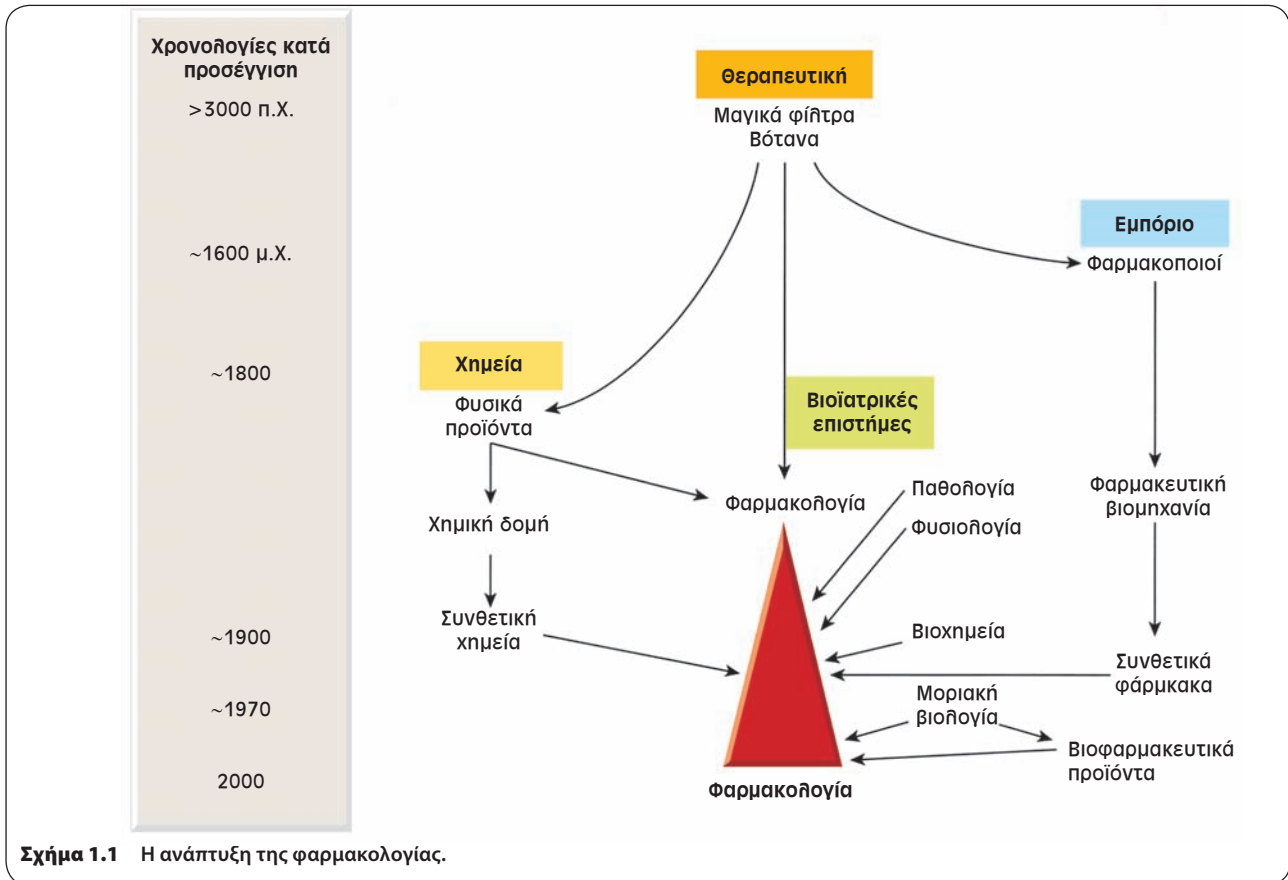 Χρονολογίες κατά
προσέγγιση
>3000 π.Χ.
~1600 μ.Χ.
~1800
~1900
~1970
2000
Θεραπευτική
Μαγικά φίλτρα
Βότανα
Εμπόριο
Φαρμακοποιοί
Χημεία
Φυσικά
προϊόντα
Βιοϊατρικές
επιστήμες
Χημική δομή
Φαρμακολογία
Παθολογία
Φυσιολογία
Φαρμακευτική
βιομηχανία
Συνθετική
χημεία
Βιοχημεία
Συνθετικά
φάρμκακα
Μοριακή
βιολογία
Βιοφαρμακευτικά
προϊόντα
Φαρμακολογία
Σχήμα 1.1 Η ανάπτυξη της φαρμακολογίας.